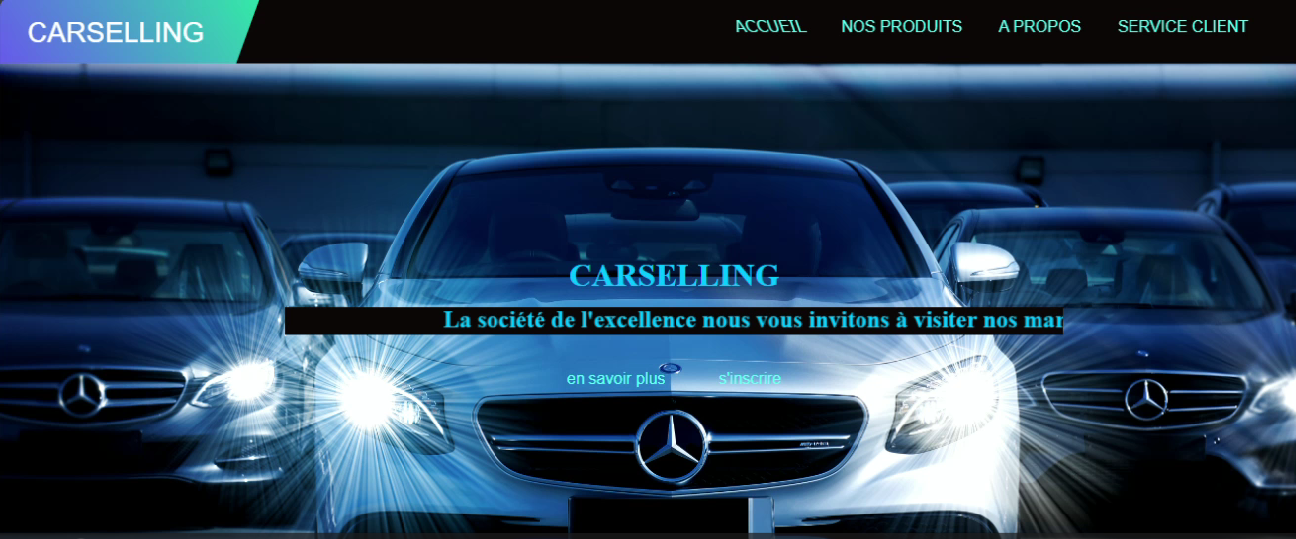 CARSELLING
ACCUEIL NOS PRODUITS A PROPOS SERVICE CLIENT
CARSELLING
La société de l'excellence nous vous invitons à visiter nos mar
en savoir plus s'inscrire